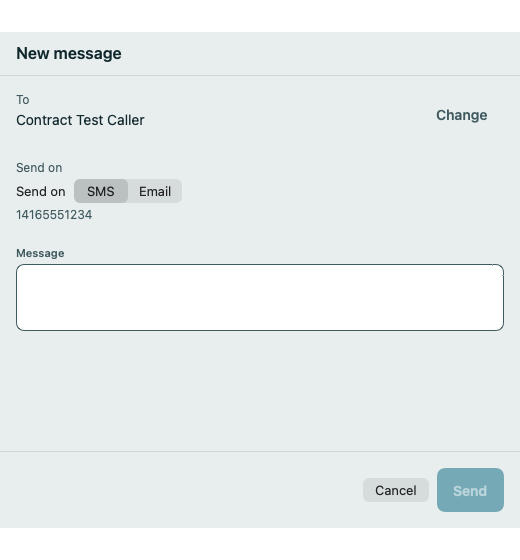 New message
To
Contract Test Caller
Change
Send on
Send on SMS Email
14165551234
Message
Cancel Send